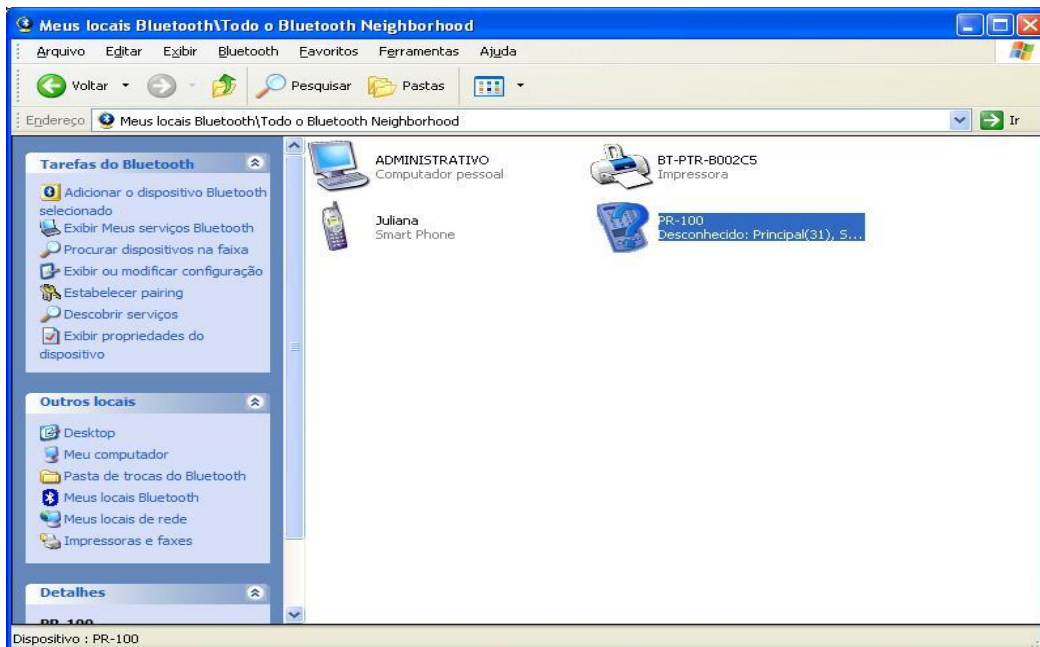 Meus locais Bluetooth\Todo o Bluetooth Neighborhood
Arquivo Editar Exibir Bluetooth Favoritos Ferramentas Ajuda
Voltar Pesquisar Pastas
Endereço Meus locais Bluetooth\Todo o Bluetooth Neighborhood Ir
Tarefas do Bluetooth
Adicionar o dispositivo Bluetooth
selecionado
Exibir Meus serviços Bluetooth
Procurar dispositivos na faixa
Exibir ou modificar configuração
Estabelecer pairing
Descobrir serviços
Exibir propriedades do
dispositivo
Outros locais
Desktop
Meu computador
Pasta de trocas do Bluetooth
Meus locais Bluetooth
Meus locais de rede
Impressoras e faxes
Detalhes
PR-100
ADMINISTRATIVO
Computador pessoal
BT-PTR-B002C5
Impressora
Juliana
Smart Phone
PR-100
Desconhecido: Principal(31), S...
Dispositivo : PR-100